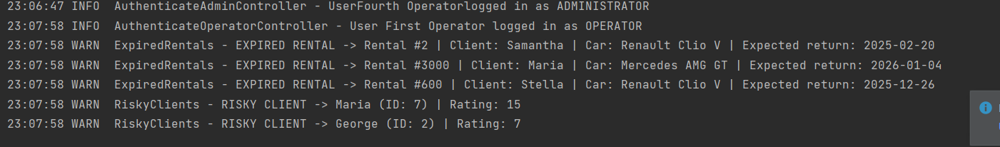 23:06:47 INFO  AuthenticateAdminController - UserFourth Operatorlogged in as ADMINISTRATOR
23:07:58 INFO  AuthenticateOperatorController - User First Operator logged in as OPERATOR
23:07:58 WARN  ExpiredRentals - EXPIRED RENTAL -> Rental #2 | Client: Samantha | Car: Renault Clio V | Expected return: 2025-02-20
23:07:58 WARN  ExpiredRentals - EXPIRED RENTAL -> Rental #3000 | Client: Maria | Car: Mercedes AMG GT | Expected return: 2026-01-04
23:07:58 WARN  ExpiredRentals - EXPIRED RENTAL -> Rental #600 | Client: Stella | Car: Renault Clio V | Expected return: 2025-12-26
23:07:58 WARN  RiskyClients - RISKY CLIENT -> Maria (ID: 7) | Rating: 15
23:07:58 WARN  RiskyClients - RISKY CLIENT -> George (ID: 2) | Rating: 7